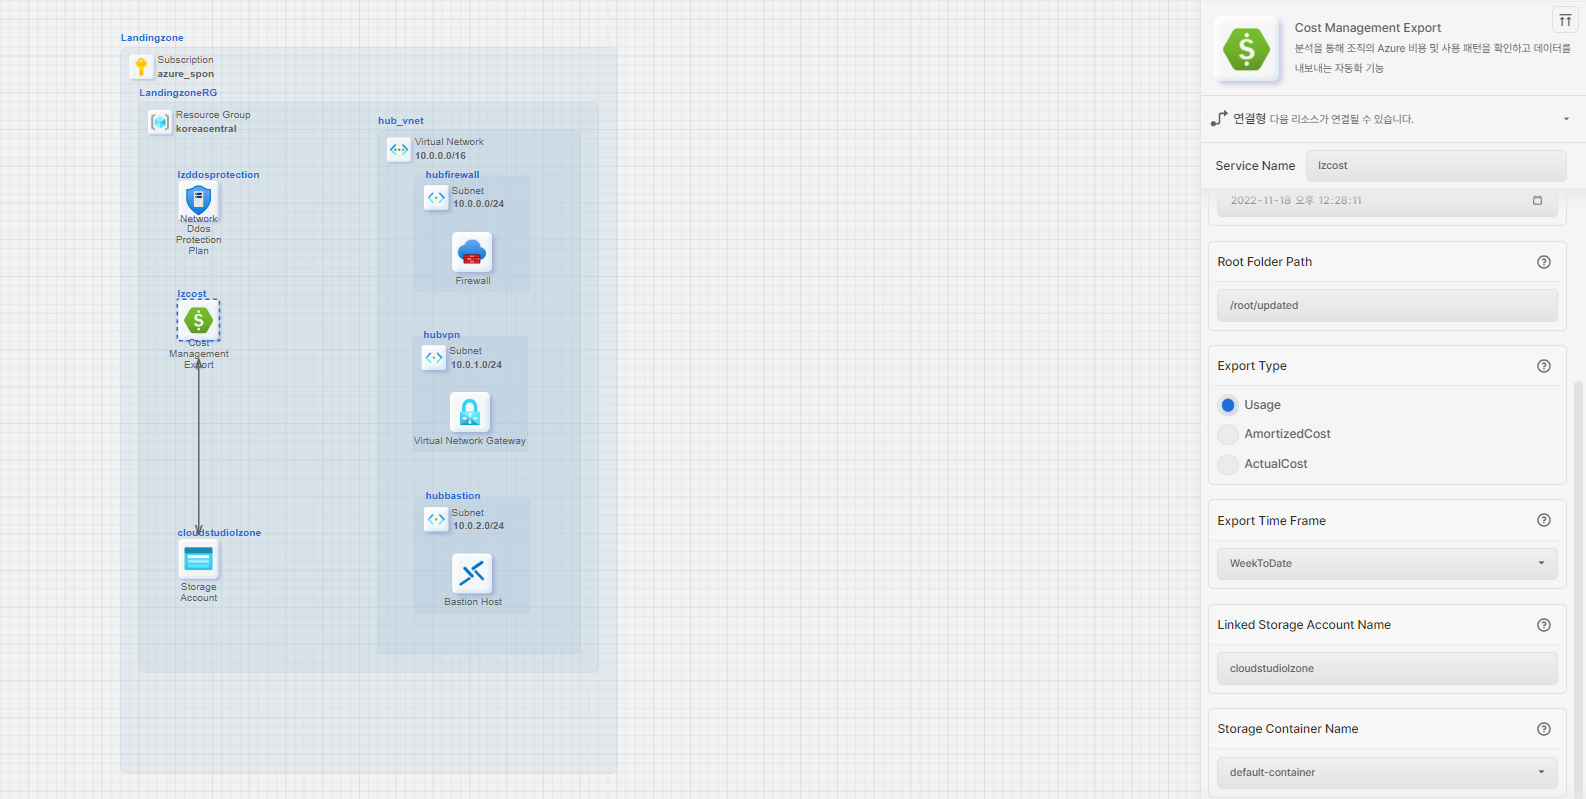 Landingzone
Subscription
azure_spon
LandingzoneRG
Resource Group
koreacentral
lzddosprotection
Network
Ddos
Protection
Plan
lzcost
Cost
Management
Export
cloudstudiolzone
Storage
Account
hub_vnet
Virtual Network
10.0.0.0/16
hubfirewall
Subnet
10.0.0.0/24
Firewall
hubvpn
Subnet
10.0.1.0/24
Virtual Network Gateway
hubbastion
Subnet
10.0.2.0/24
Bastion Host
Cost Management Export
분석을 통해 조직의 Azure 비용 및 사용 패턴을 확인하고 데이터를
내보내는 자동화 기능
연결형 다음 리소스가 연결될 수 있습니다.
Service Name
lzcost
2022-11-18 오후 12:28:11
Root Folder Path
/root/updated
Export Type
Usage
AmortizedCost
ActualCost
Export Time Frame
WeekToDate
Linked Storage Account Name
cloudstudiolzone
Storage Container Name
default-container